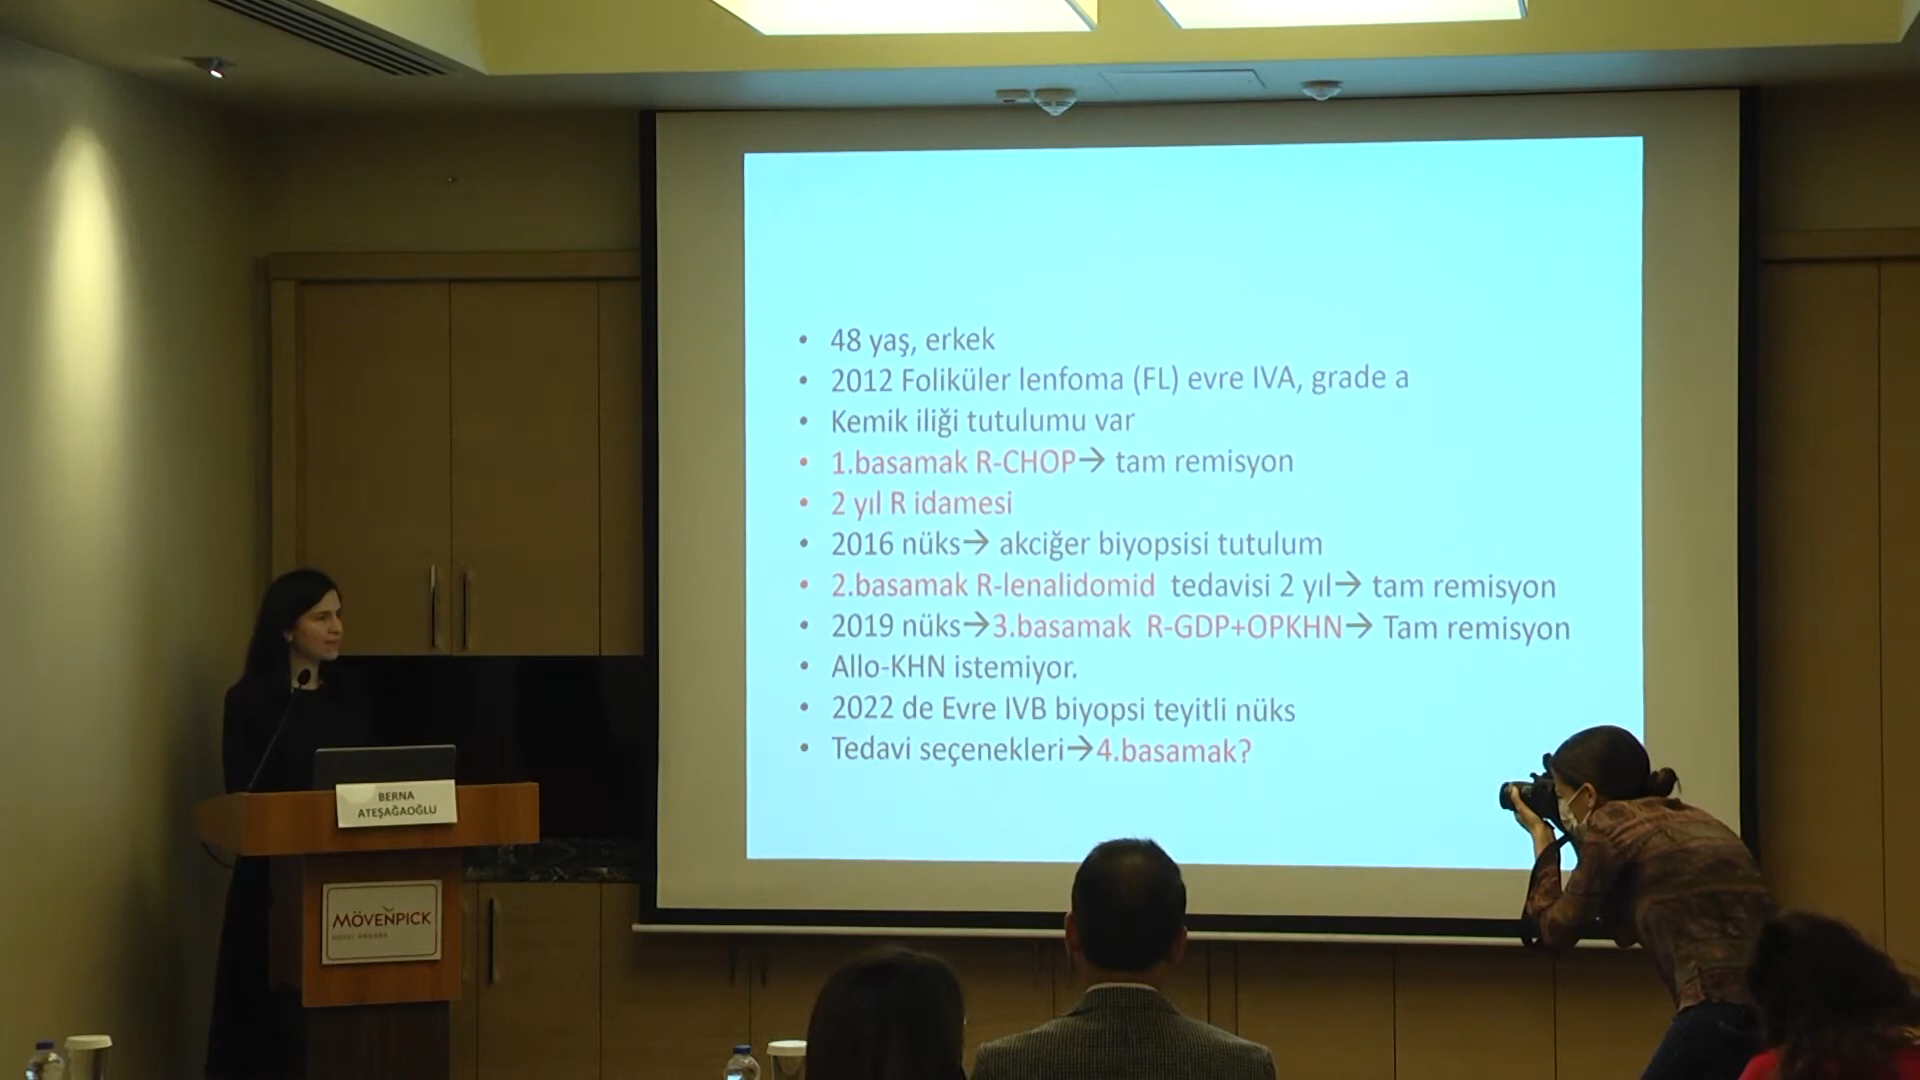 • 48 yaş, erkek
• 2012 Foliküler lenfoma (FL) evre IVA, grade a
• Kemik iliği tutulumu var
• 1.basamak R-CHOP→ tam remisyon
• 2 yıl R idamesi
• 2016 nüks→ akciğer biyopsisi tutulum
• 2.basamak R-lenalidomid tedavisi 2 yıl→ tam remisyon
• 2019 nüks→3.basamak R-GDP+OPKHN→ Tam remisyon
• Allo-KHN istemiyor.
• 2022 de Evre IVB biyopsi teyitli nüks
• Tedavi seçenekleri→4.basamak?
BERNA
ATEŞAĞAOĞLU
MÖVENPICK
HOTEL ANKARA